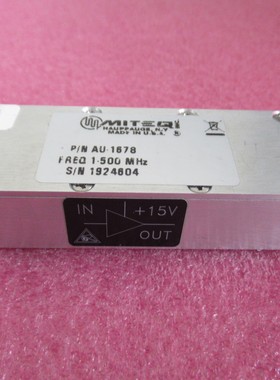 MITEQ
HAUPPAUGE, N.Y
MADE IN U.S.A.
P/N AU-1678
FREQ 1-500 MHz
S/N 1924604
IN +15V
OUT